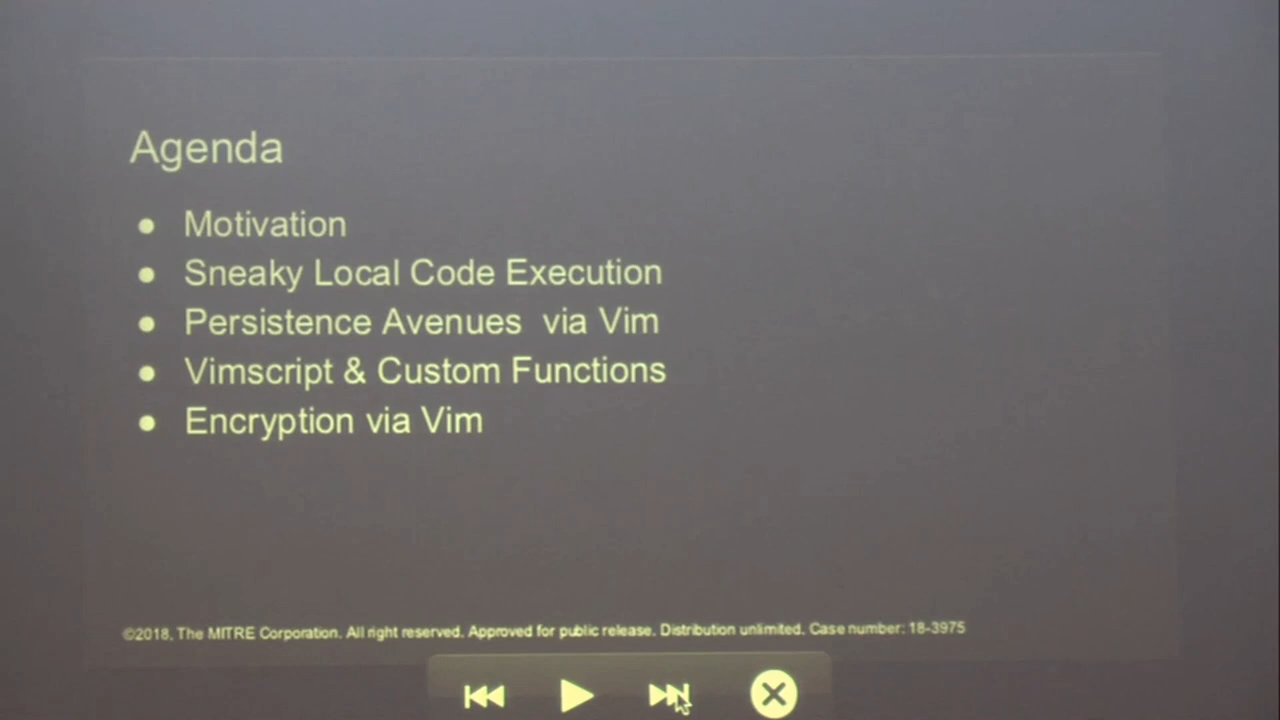 Agenda
● Motivation
● Sneaky Local Code Execution
● Persistence Avenues  via Vim
● Vimscript & Custom Functions
● Encryption via Vim
©2018, The MITRE Corporation. All right reserved. Approved for public release. Distribution unlimited. Case number: 18-3975